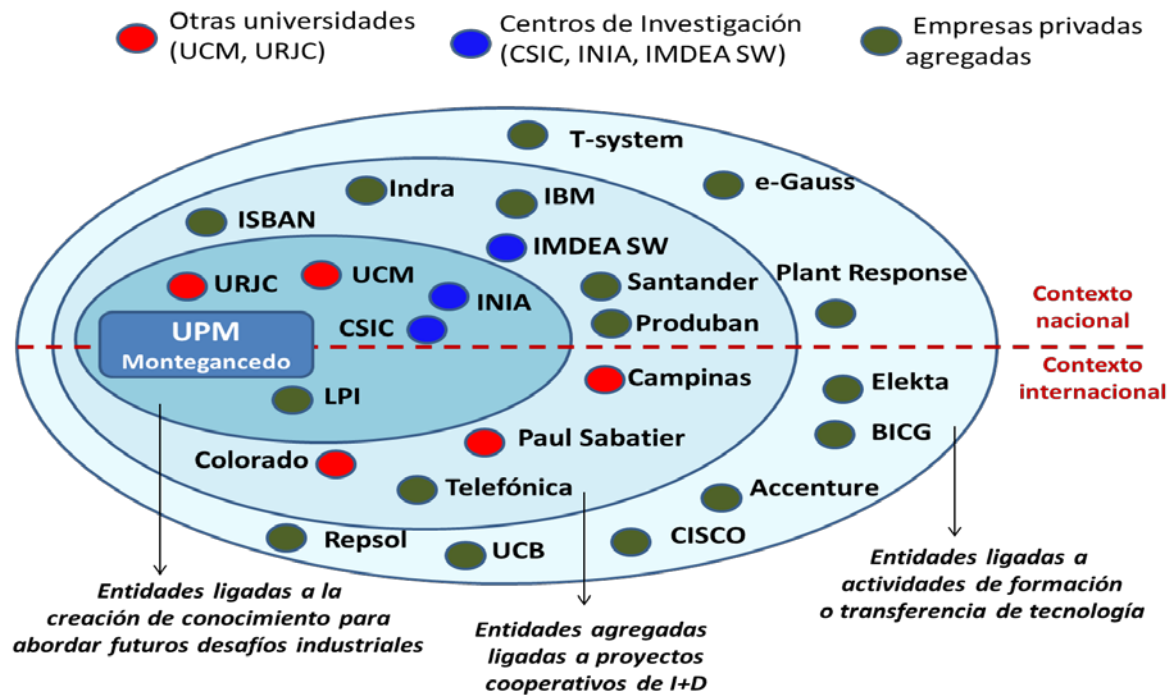 Otras universidades
(UCM, URJC)
Centros de Investigación
(CSIC, INIA, IMDEA SW)
Empresas privadas
agregadas
T-system
e-Gauss
Indra
IBM
ISBAN
IMDEA SW
URJC
UCM
INIA
Santander
Plant Response
CSIC
Produban
Contexto
nacional
UPM
Montegancedo
Contexto
internacional
Campinas
Elekta
LPI
BICG
Paul Sabatier
Colorado
Telefónica
Accenture
Repsol
UCB
CISCO
Entidades ligadas a la
creación de conocimiento para
abordar futuros desafíos industriales
Entidades agregadas
ligadas a proyectos
cooperativos de I+D
Entidades ligadas a
actividades de formación
o transferencia de tecnología